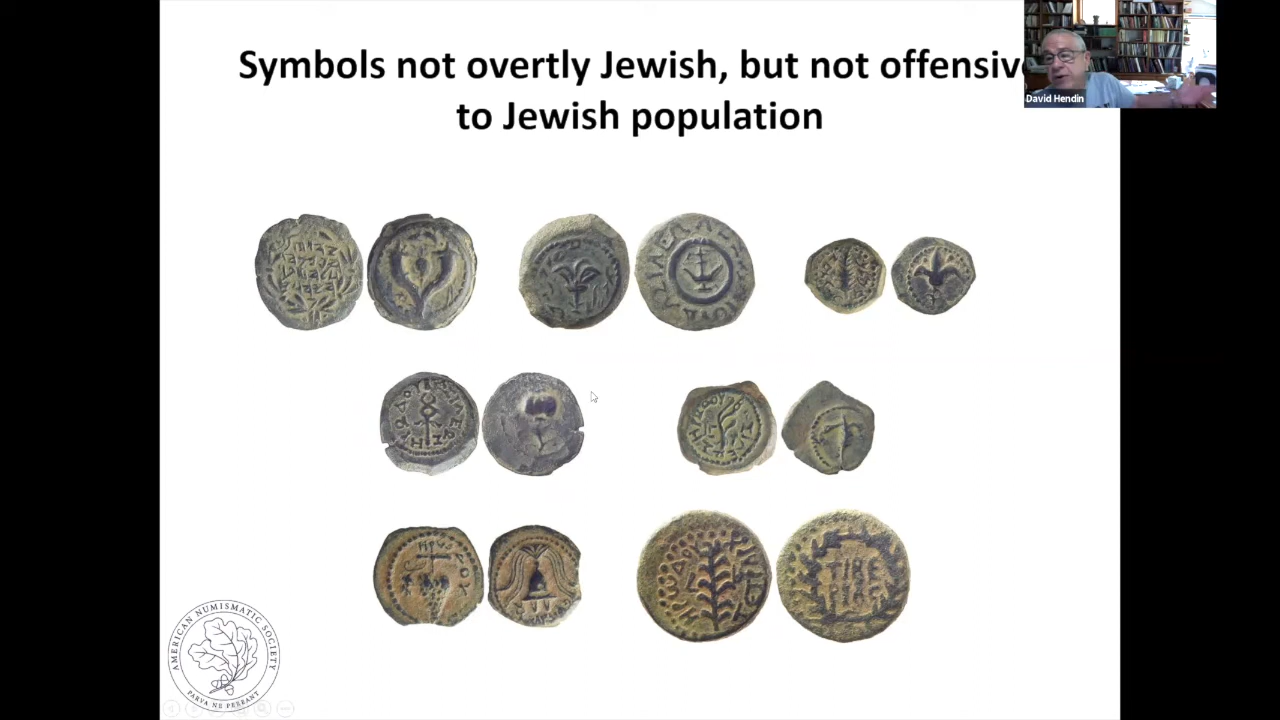 Symbols not overtly Jewish, but not offensiv
to Jewish population
David Hendin
TIBE
AMERICAN NUMISMATIC SOCIETY
PARVA NE PEREANT